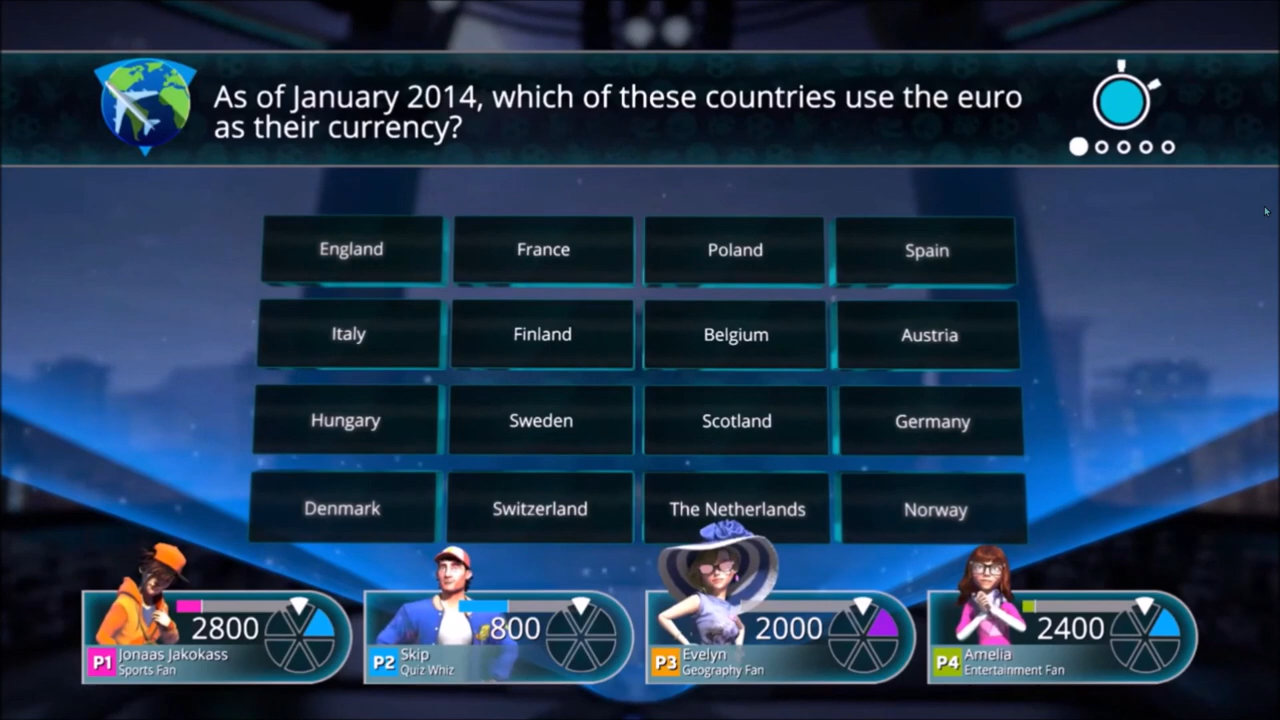 As of January 2014, which of these countries use the euro
as their currency?
England
France
Poland
Spain
Italy
Finland
Belgium
Austria
Hungary
Sweden
Scotland
Germany
Denmark
Switzerland
The Netherlands
Norway
2800
P1 Jonaas Jakokass
Sports Fan
800
P2 Skip
Quiz Whiz
2000
P3 Evelyn
Geography Fan
2400
P4 Amelia
Entertainment Fan